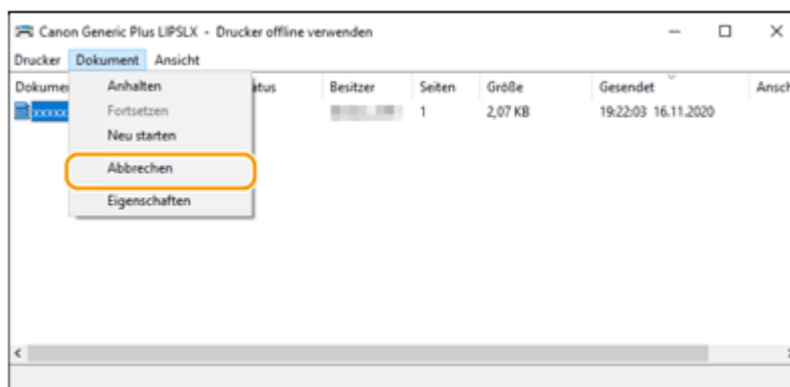 Canon Generic Plus LIPSLX - Drucker offline verwenden
Drucker Dokument Ansicht
Besitzer Seiten Größe Gesendet
Anhalten
1 2,07 KB 19:22:03 16.11.2020
Fortsetzen
Neu starten
Abbrechen
Eigenschaften